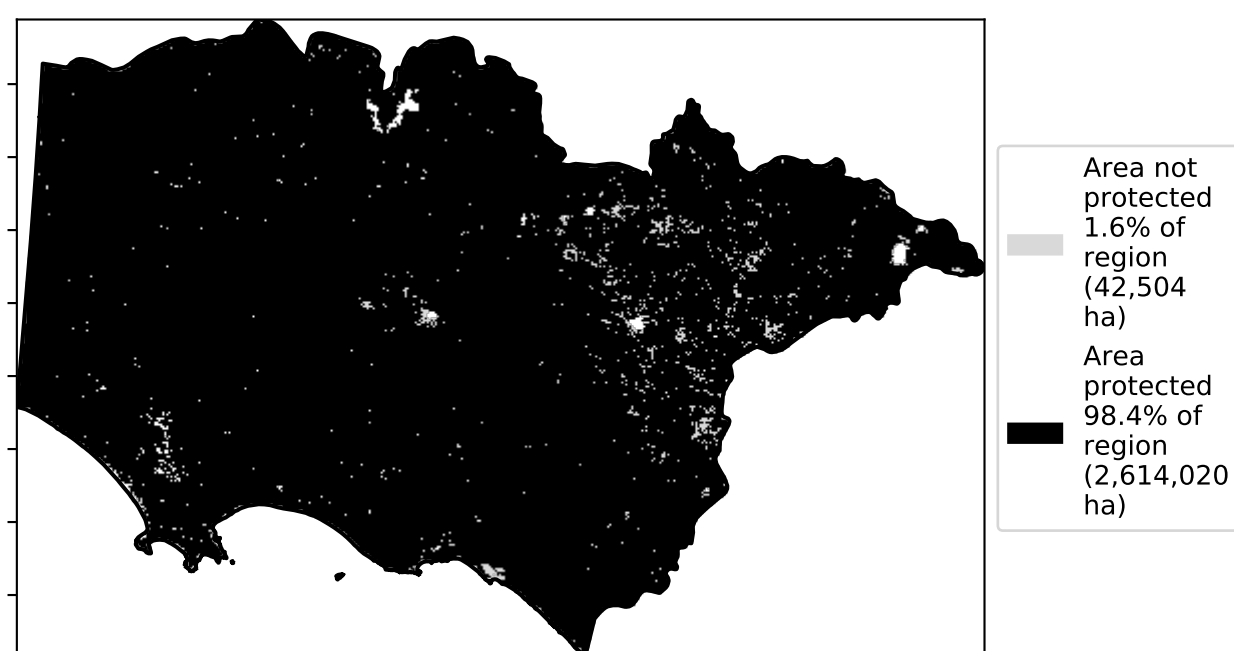 Area not
protected
1.6% of
region
(42,504
ha)
Area
protected
98.4% of
region
(2,614,020
ha)